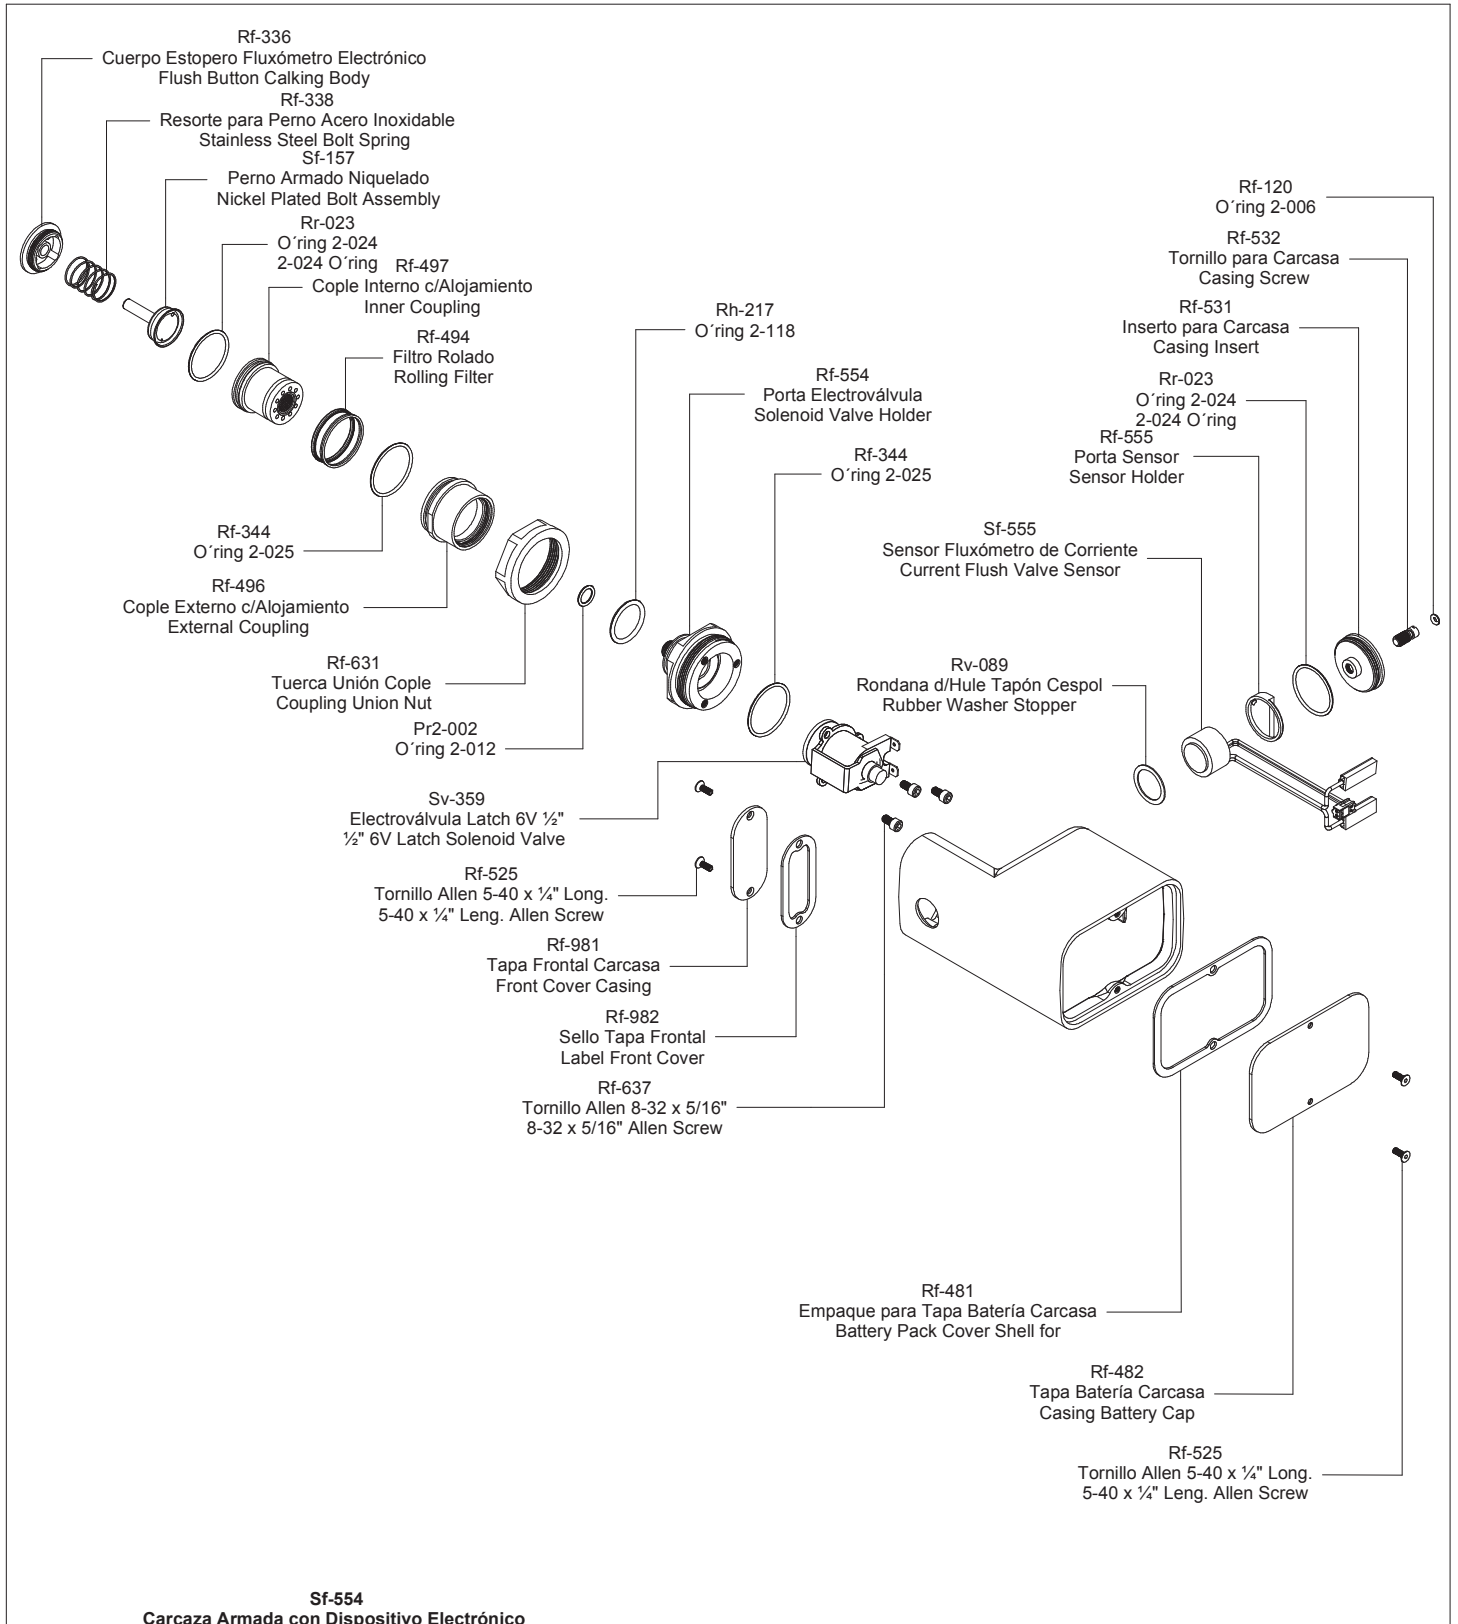 Rf-336
Cuerpo Estopero Fluxómetro Electrónico
Flush Button Calking Body
Rf-338
Resorte para Perno Acero Inoxidable
Stainless Steel Bolt Spring
Sf-157
Perno Armado Niquelado
Nickel Plated Bolt Assembly
Rr-023
O´ring 2-024
2-024 O´ring
Rf-497
Cople Interno c/Alojamiento
Inner Coupling
Rf-494
Filtro Rolado
Rolling Filter
Rf-344
O´ring 2-025
Rf-496
Cople Externo c/Alojamiento
External Coupling
Rf-631
Tuerca Unión Cople
Coupling Union Nut
Pr2-002
O´ring 2-012
Sv-359
Electroválvula Latch 6V ½"
½" 6V Latch Solenoid Valve
Rf-525
Tornillo Allen 5-40 x ¼" Long.
5-40 x ¼" Leng. Allen Screw
Rf-981
Tapa Frontal Carcasa
Front Cover Casing
Rf-982
Sello Tapa Frontal
Label Front Cover
Rf-637
Tornillo Allen 8-32 x 5/16"
8-32 x 5/16" Allen Screw
Rh-217
O´ring 2-118
Rf-554
Porta Electroválvula
Solenoid Valve Holder
Rf-344
O´ring 2-025
Rf-120
O´ring 2-006
Rf-532
Tornillo para Carcasa
Casing Screw
Rf-531
Inserto para Carcasa
Casing Insert
Rr-023
O´ring 2-024
2-024 O´ring
Rf-555
Porta Sensor
Sensor Holder
Sf-555
Sensor Fluxómetro de Corriente
Current Flush Valve Sensor
Rv-089
Rondana d/Hule Tapón Cespol
Rubber Washer Stopper
Rf-481
Empaque para Tapa Batería Carcasa
Battery Pack Cover Shell for
Rf-482
Tapa Batería Carcasa
Casing Battery Cap
Rf-525
Tornillo Allen 5-40 x ¼" Long.
5-40 x ¼" Leng. Allen Screw
Sf-554
Carcaza Armada con Dispositivo Electrónico